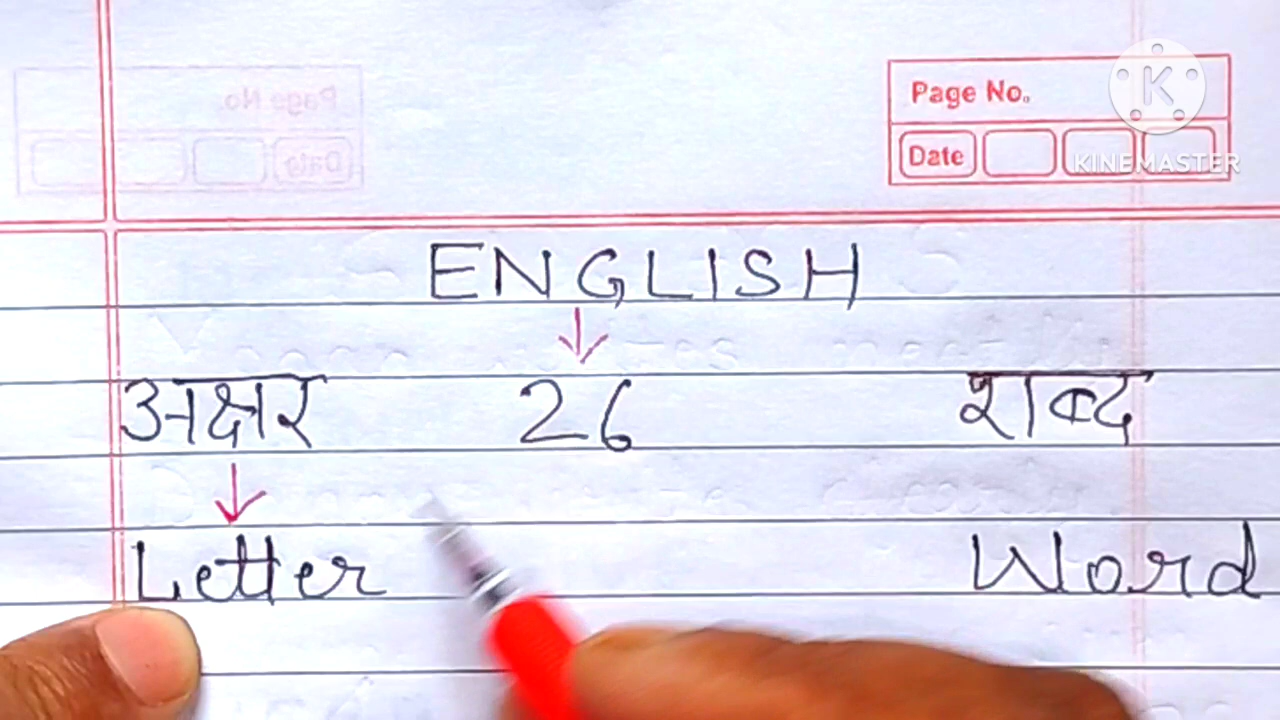 Page No.
Date
KINEMASTER
ENGLISH
अक्षर 26 शब्द
Letter Word